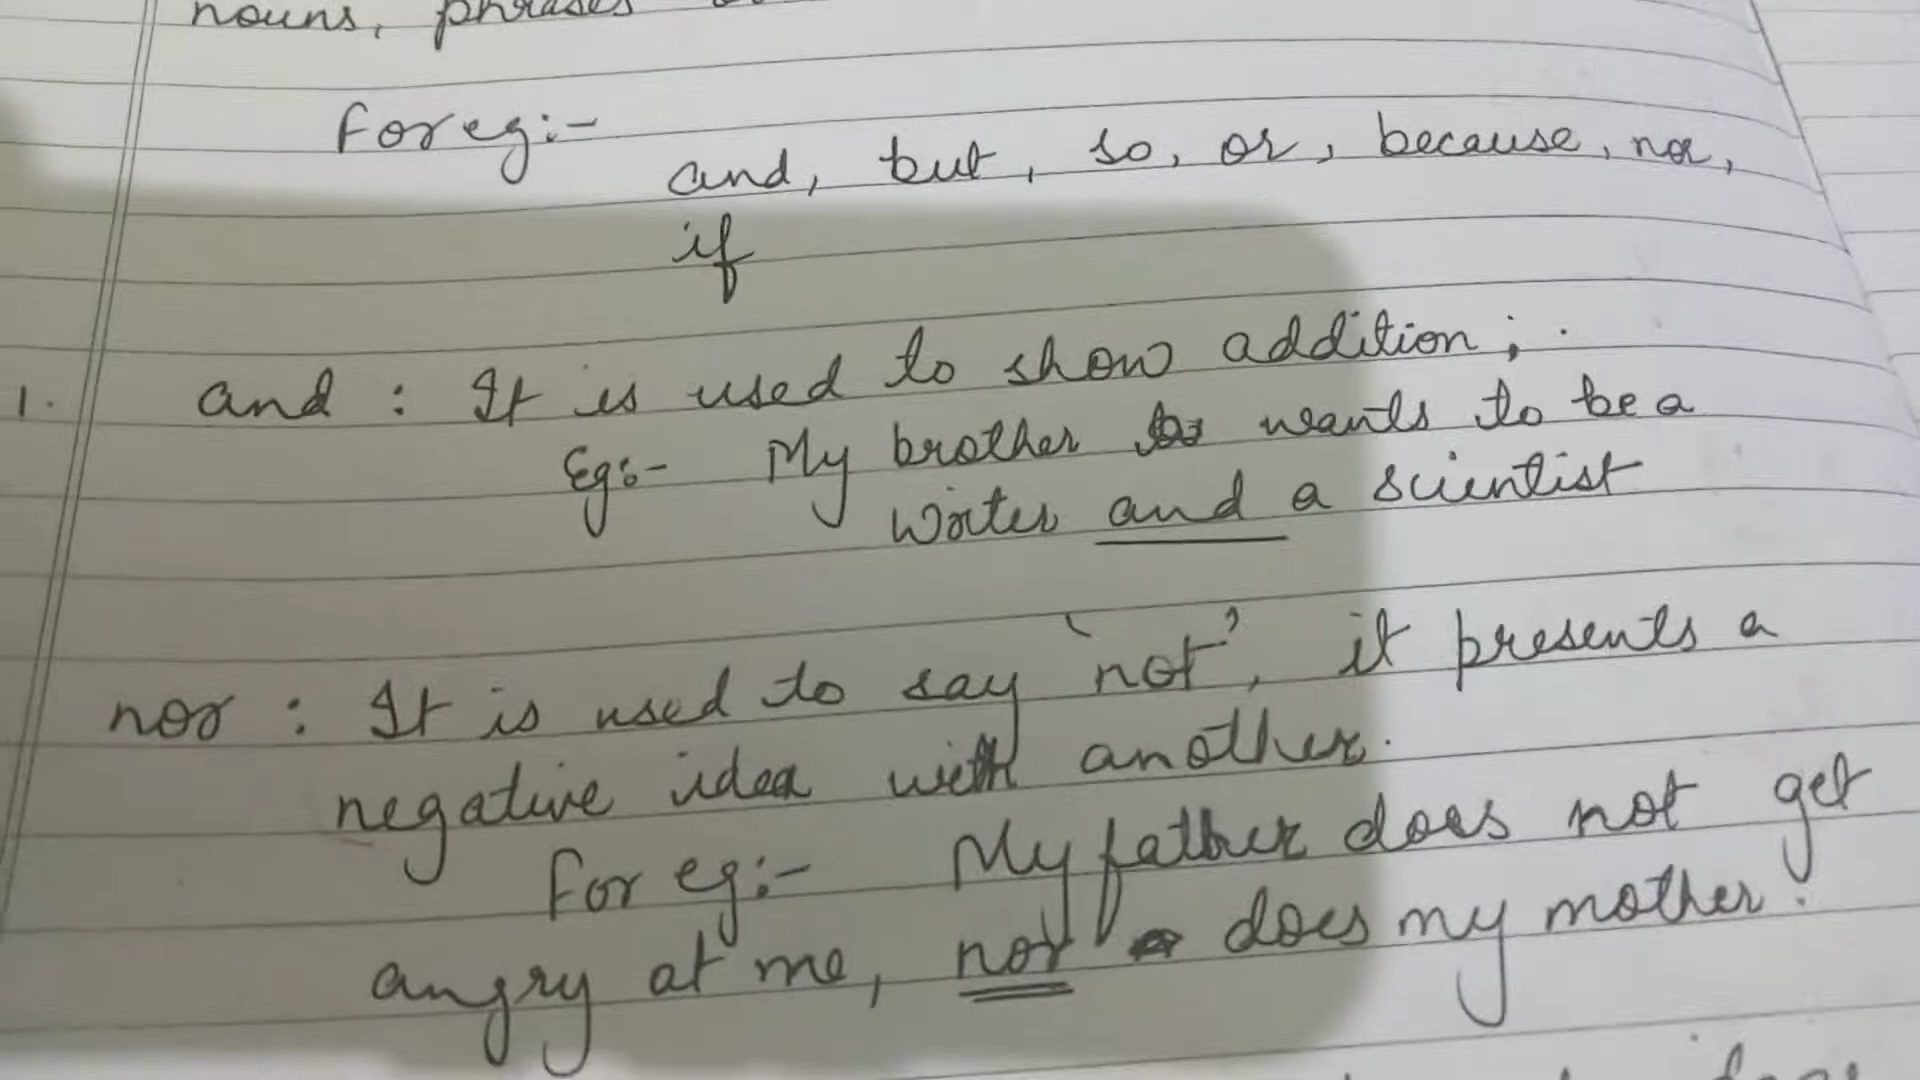 nouns, phrases
For eg:-
and, but, so, or, because, nor,
if
1. and : It is used to show addition ;
Eg:- My brother wants to be a
writer and a scientist
nor : It is used to say 'not', it presents a
negative idea with another.
For eg:- My father does not get
angry at me, nor does my mother.